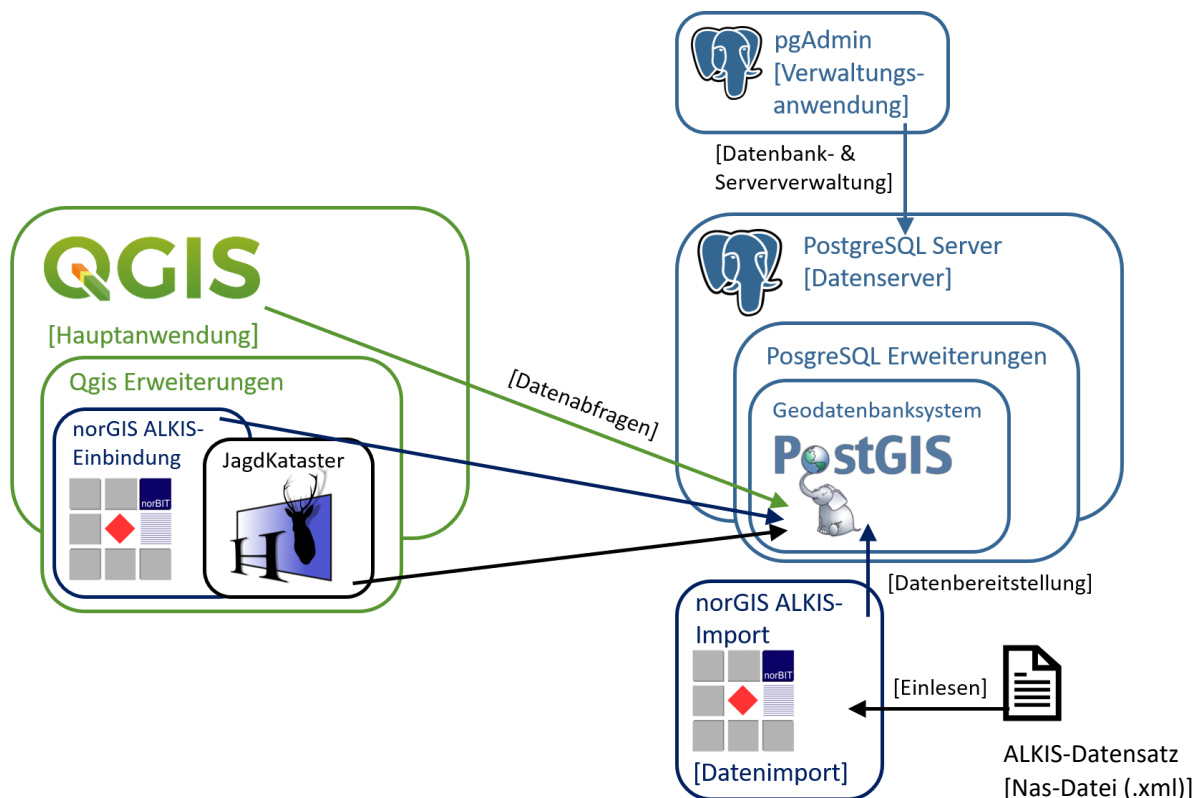 pgAdmin
[Verwaltungs-
anwendung]
[Datenbank- &
Serververwaltung]
QGIS
[Hauptanwendung]
PostgreSQL Server
[Datenserver]
Qgis Erweiterungen
PosgreSQL Erweiterungen
[Datenabfragen]
norGIS ALKIS-
Einbindung
norBIT
JagdKataster
H
Geodatenbanksystem
PostGIS
[Datenbereitstellung]
norGIS ALKIS-
Import
norBIT
[Datenimport]
[Einlesen]
ALKIS-Datensatz
[Nas-Datei (.xml)]